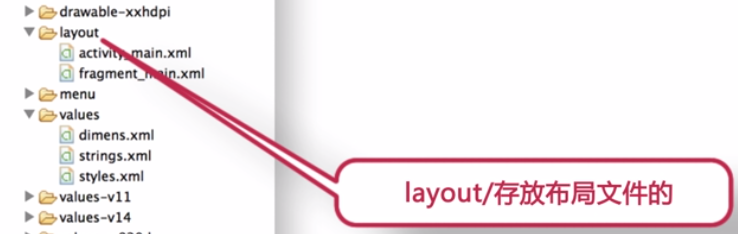 drawable-xxhdpi
layout
activity_main.xml
fragment_main.xml
menu
values
dimens.xml
strings.xml
styles.xml
values-v11
values-v14
layout/存放布局文件的